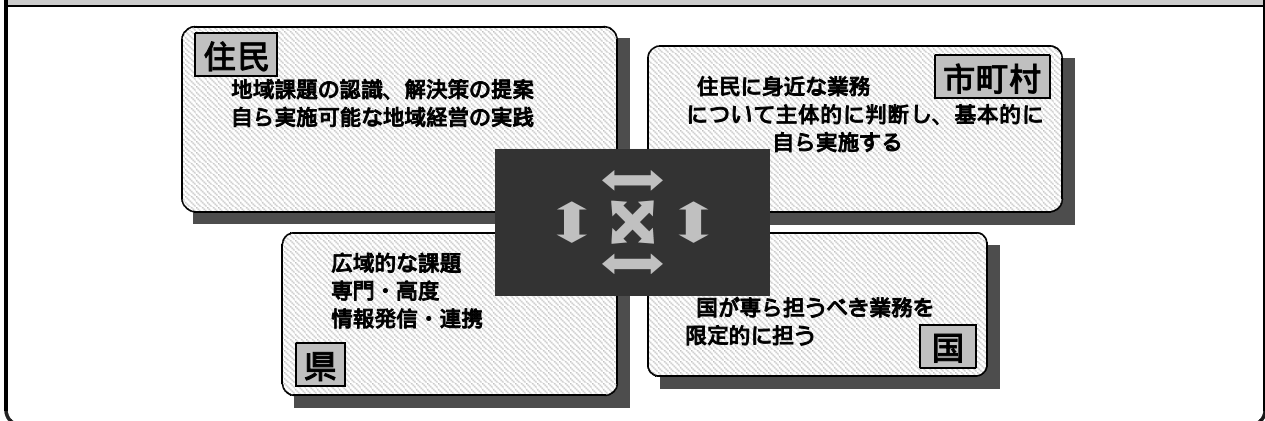 住民
地域課題の認識、解決策の提案
自ら実施可能な地域経営の実践
市町村
住民に身近な業務
について主体的に判断し、基本的に
自ら実施する
広域的な課題
専門・高度
情報発信・連携
県
国が専ら担うべき業務を
限定的に担う
国